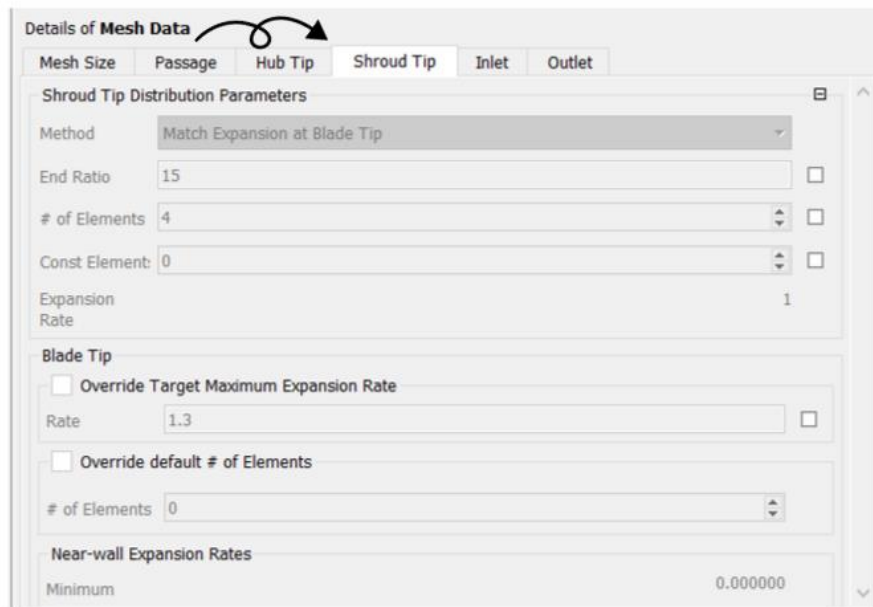 Details of Mesh Data
Mesh Size Passage Hub Tip Shroud Tip Inlet Outlet
Shroud Tip Distribution Parameters
Method Match Expansion at Blade Tip
End Ratio 15
# of Elements 4
Const Element: 0
Expansion 1
Rate
Blade Tip
Override Target Maximum Expansion Rate
Rate 1.3
Override default # of Elements
# of Elements 0
Near-wall Expansion Rates
Minimum 0.000000